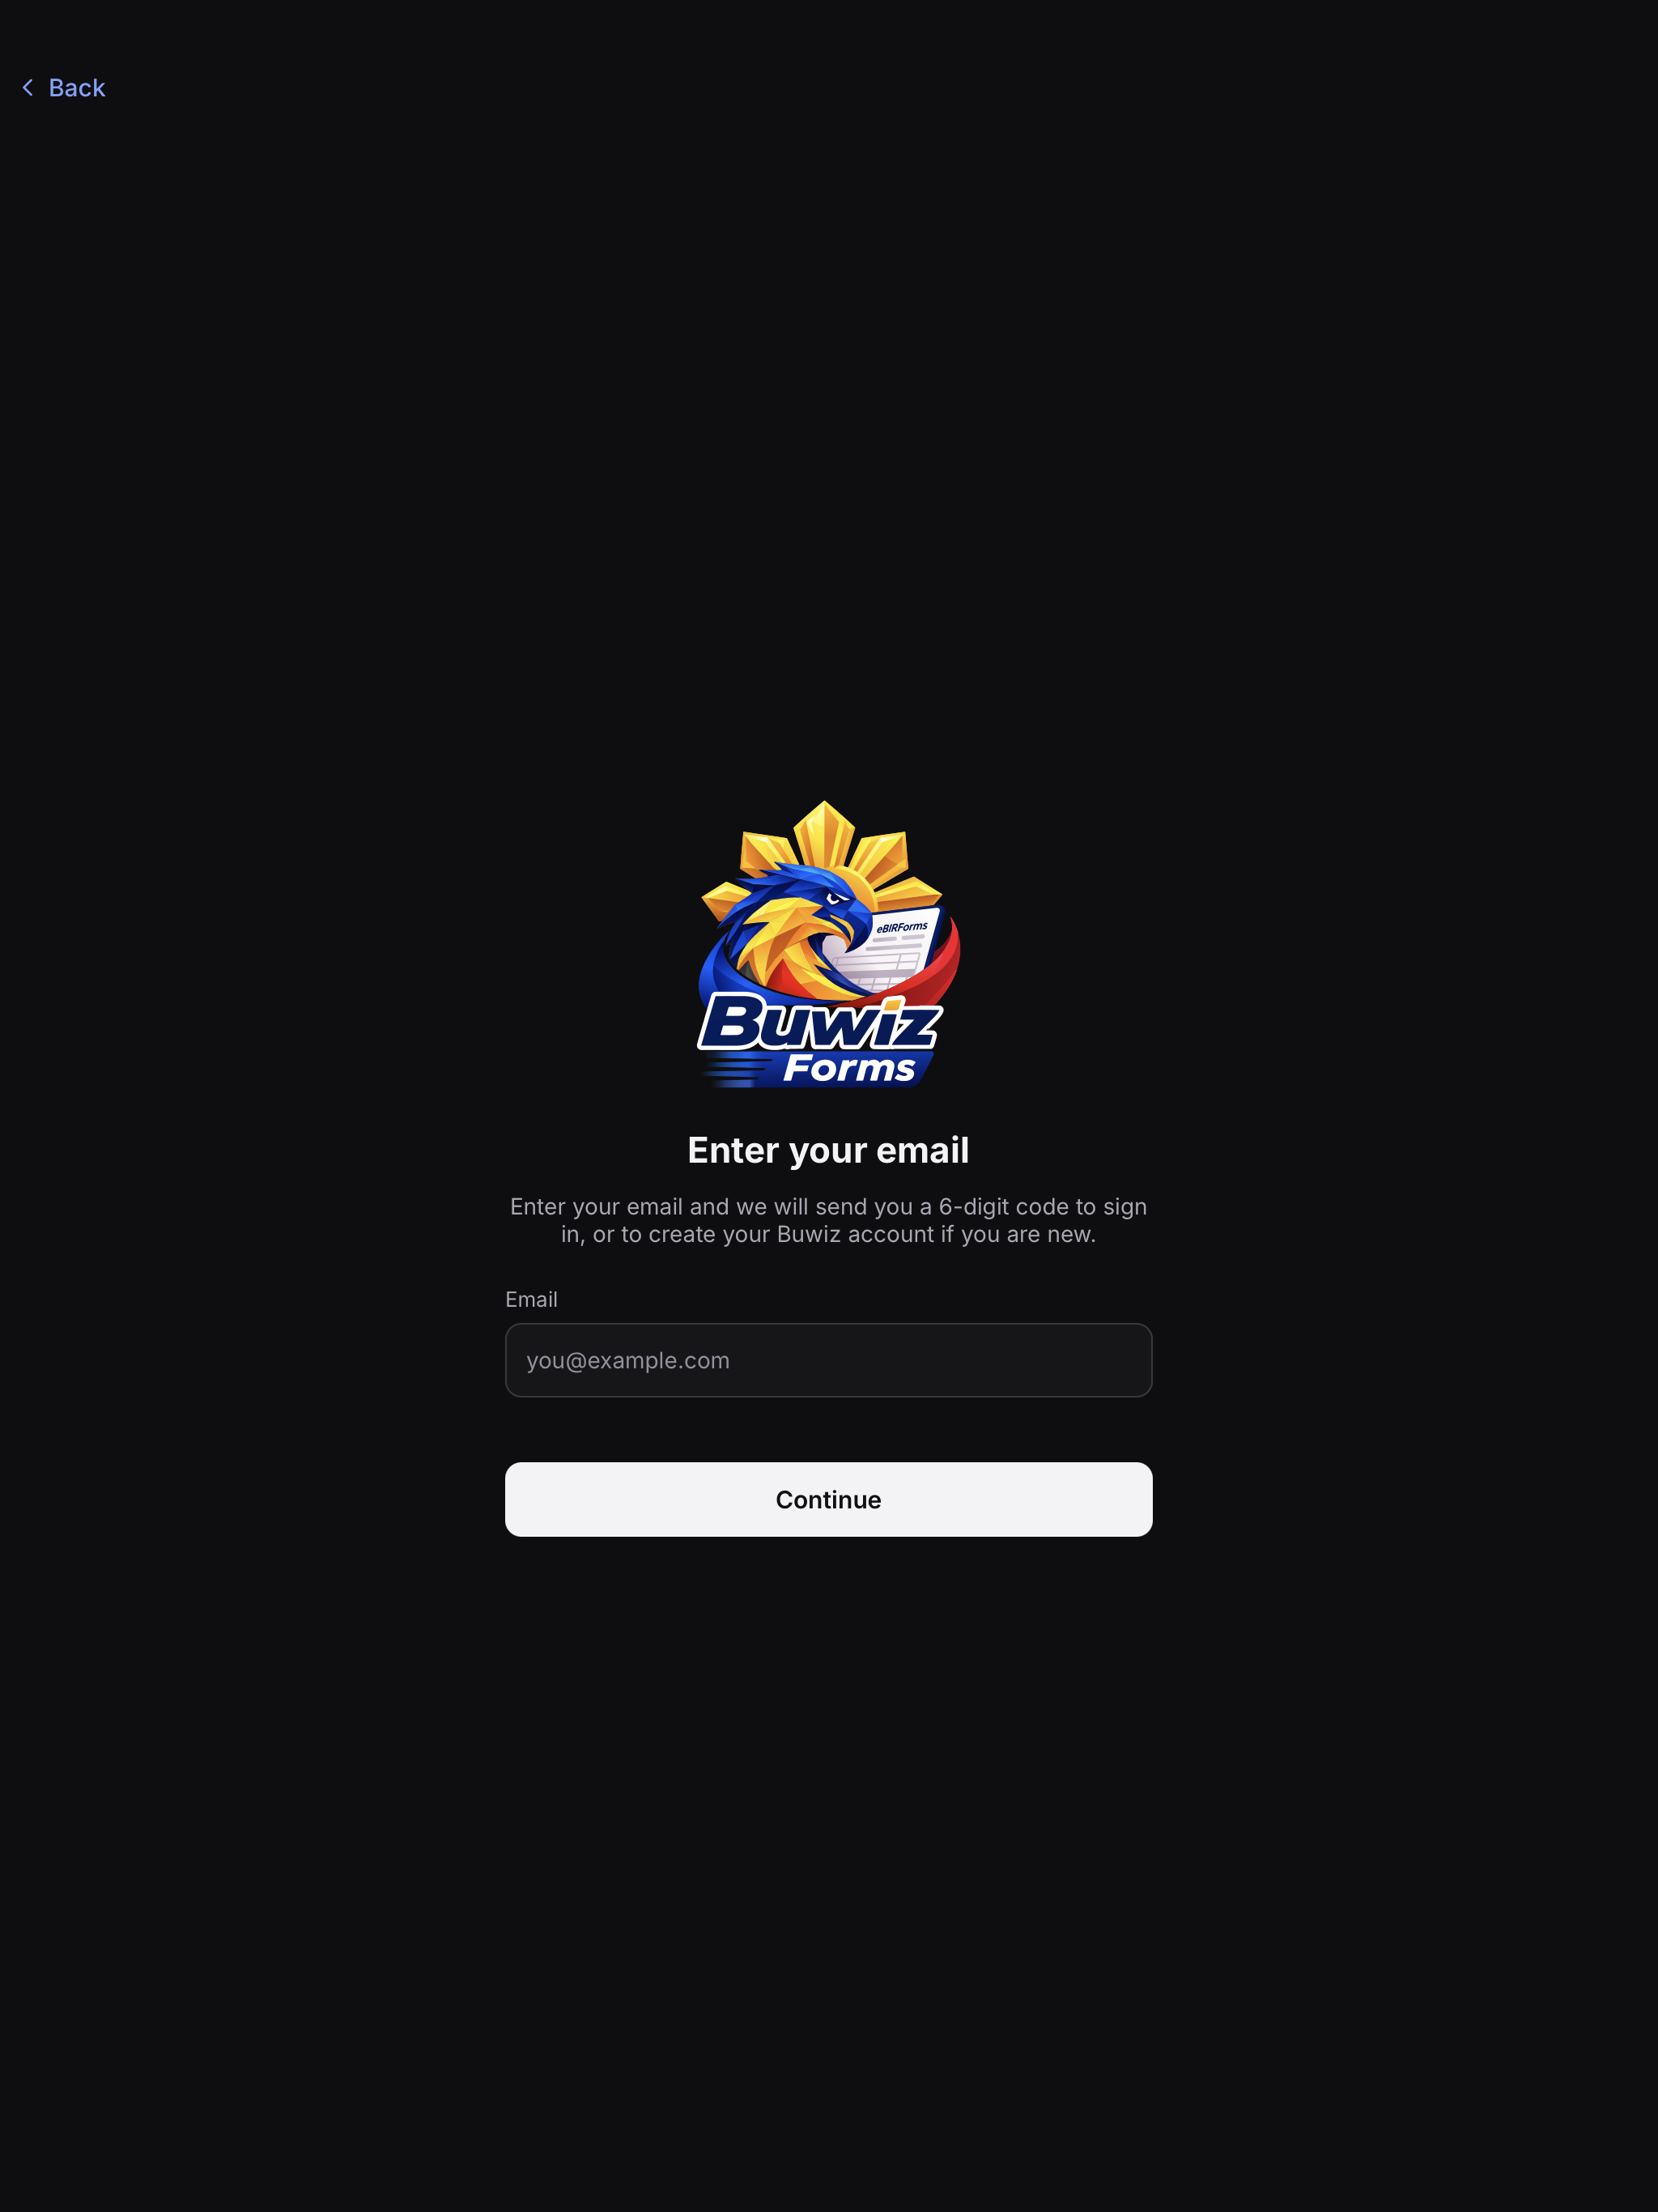 Back
eBIRForms
Buwiz
Forms
Enter your email
Enter your email and we will send you a 6-digit code to sign
in, or to create your Buwiz account if you are new.
Email
you@example.com
Continue